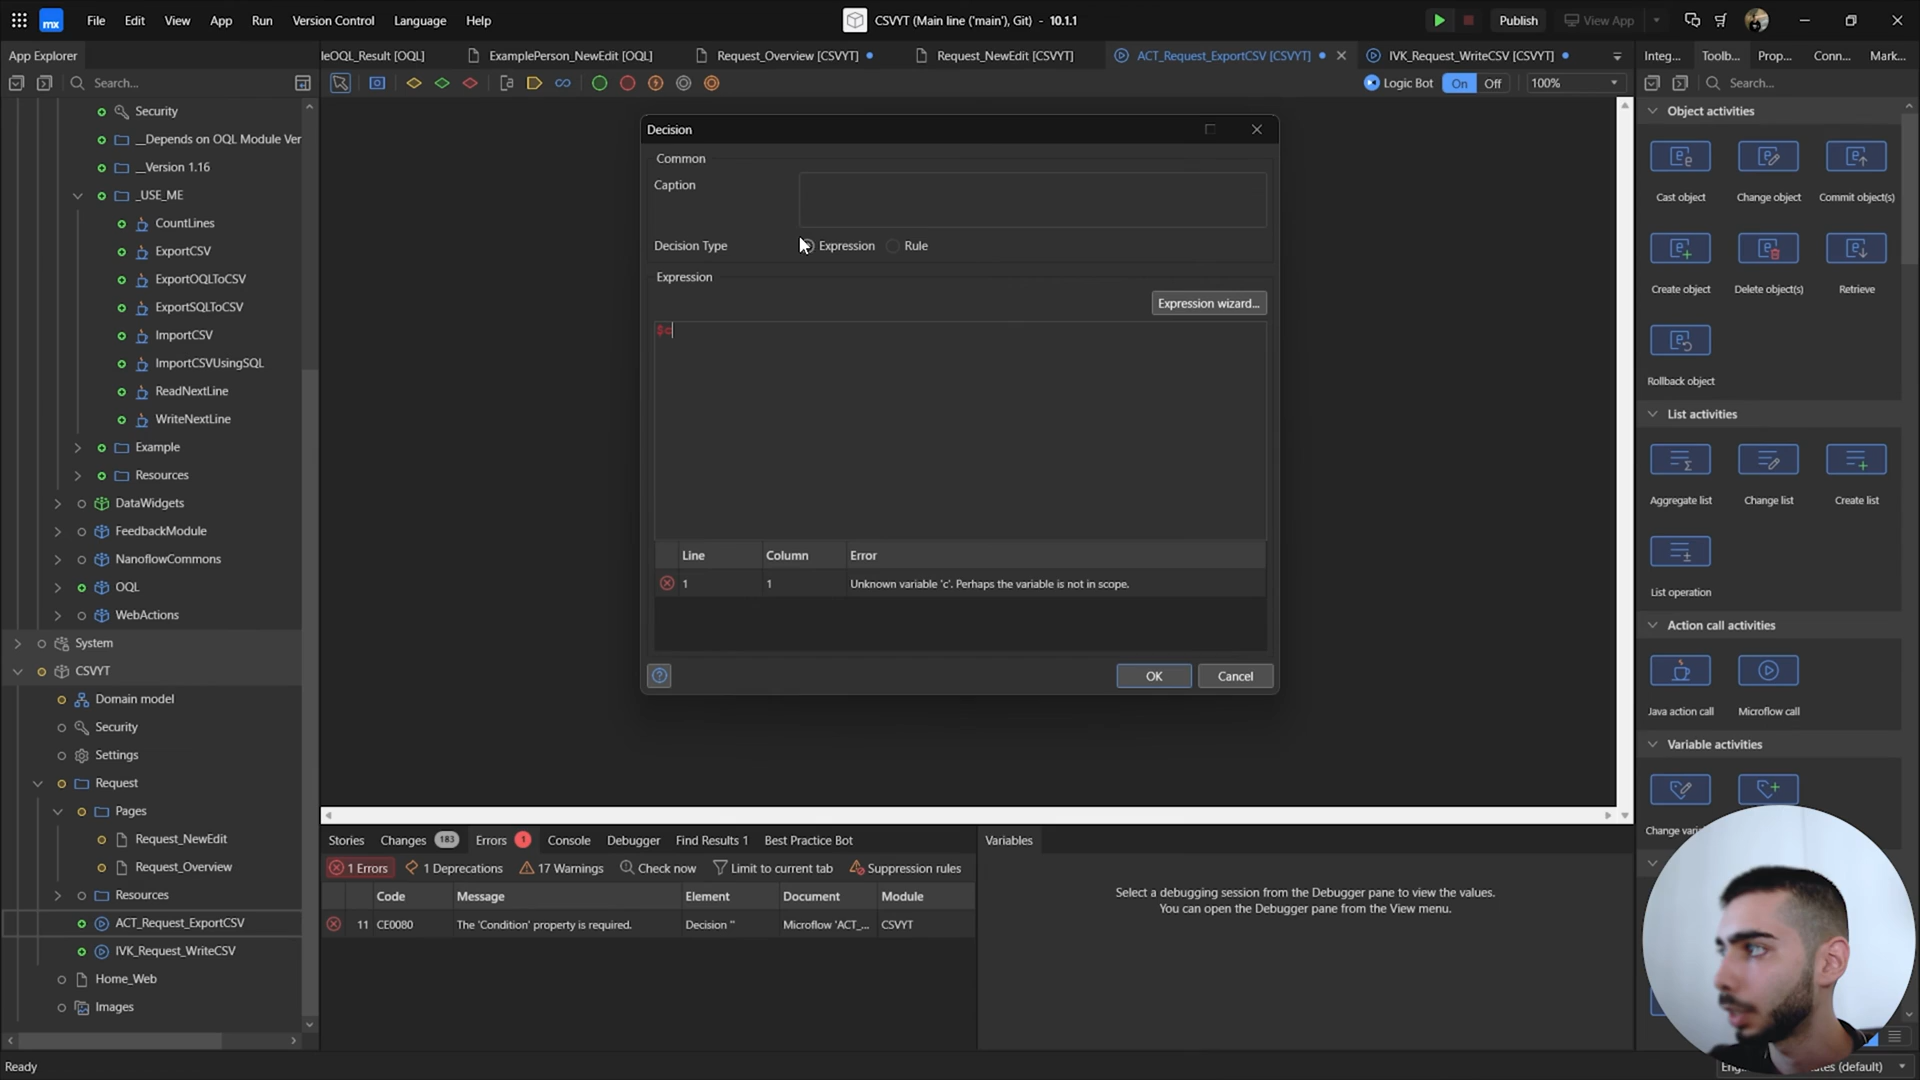 mx
File Edit View App Run Version Control Language Help
CSVYT (Main line ('main'), Git) - 10.1.1
Publish
View App
App Explorer
leOQL_Result [OQL]
ExamplePerson_NewEdit [OQL]
Request_Overview [CSVYT]
Request_NewEdit [CSVYT]
ACT_Request_ExportCSV [CSVYT]
IVK_Request_WriteCSV [CSVYT]
Integ...
Toolb...
Prop...
Conn...
Mark...
Search...
Logic Bot On Off
100%
Search...
Security
__Depends on OQL Module Ver
__Version 1.16
_USE_ME
CountLines
ExportCSV
ExportOQLToCSV
ExportSQLToCSV
ImportCSV
ImportCSVUsingSQL
ReadNextLine
WriteNextLine
Example
Resources
DataWidgets
FeedbackModule
NanoflowCommons
OQL
WebActions
System
CSVYT
Domain model
Security
Settings
Request
Pages
Request_NewEdit
Request_Overview
Resources
ACT_Request_ExportCSV
IVK_Request_WriteCSV
Home_Web
Images
Decision
Common
Caption
Decision Type
Expression
Rule
Expression
Expression wizard...
$c
Line Column Error
1 1 Unknown variable 'c'. Perhaps the variable is not in scope.
?
OK
Cancel
Object activities
Cast object
Change object
Commit object(s)
Create object
Delete object(s)
Retrieve
Rollback object
List activities
Aggregate list
Change list
Create list
List operation
Action call activities
Java action call
Microflow call
Variable activities
Change vari
Stories
Changes 183
Errors 1
Console
Debugger
Find Results 1
Best Practice Bot
Variables
1 Errors
1 Deprecations
17 Warnings
Check now
Limit to current tab
Suppression rules
Code Message Element Document Module
11 CE0080 The 'Condition' property is required. Decision '' Microflow 'ACT_... CSVYT
Select a debugging session from the Debugger pane to view the values.
You can open the Debugger pane from the View menu.
Ready
(default)